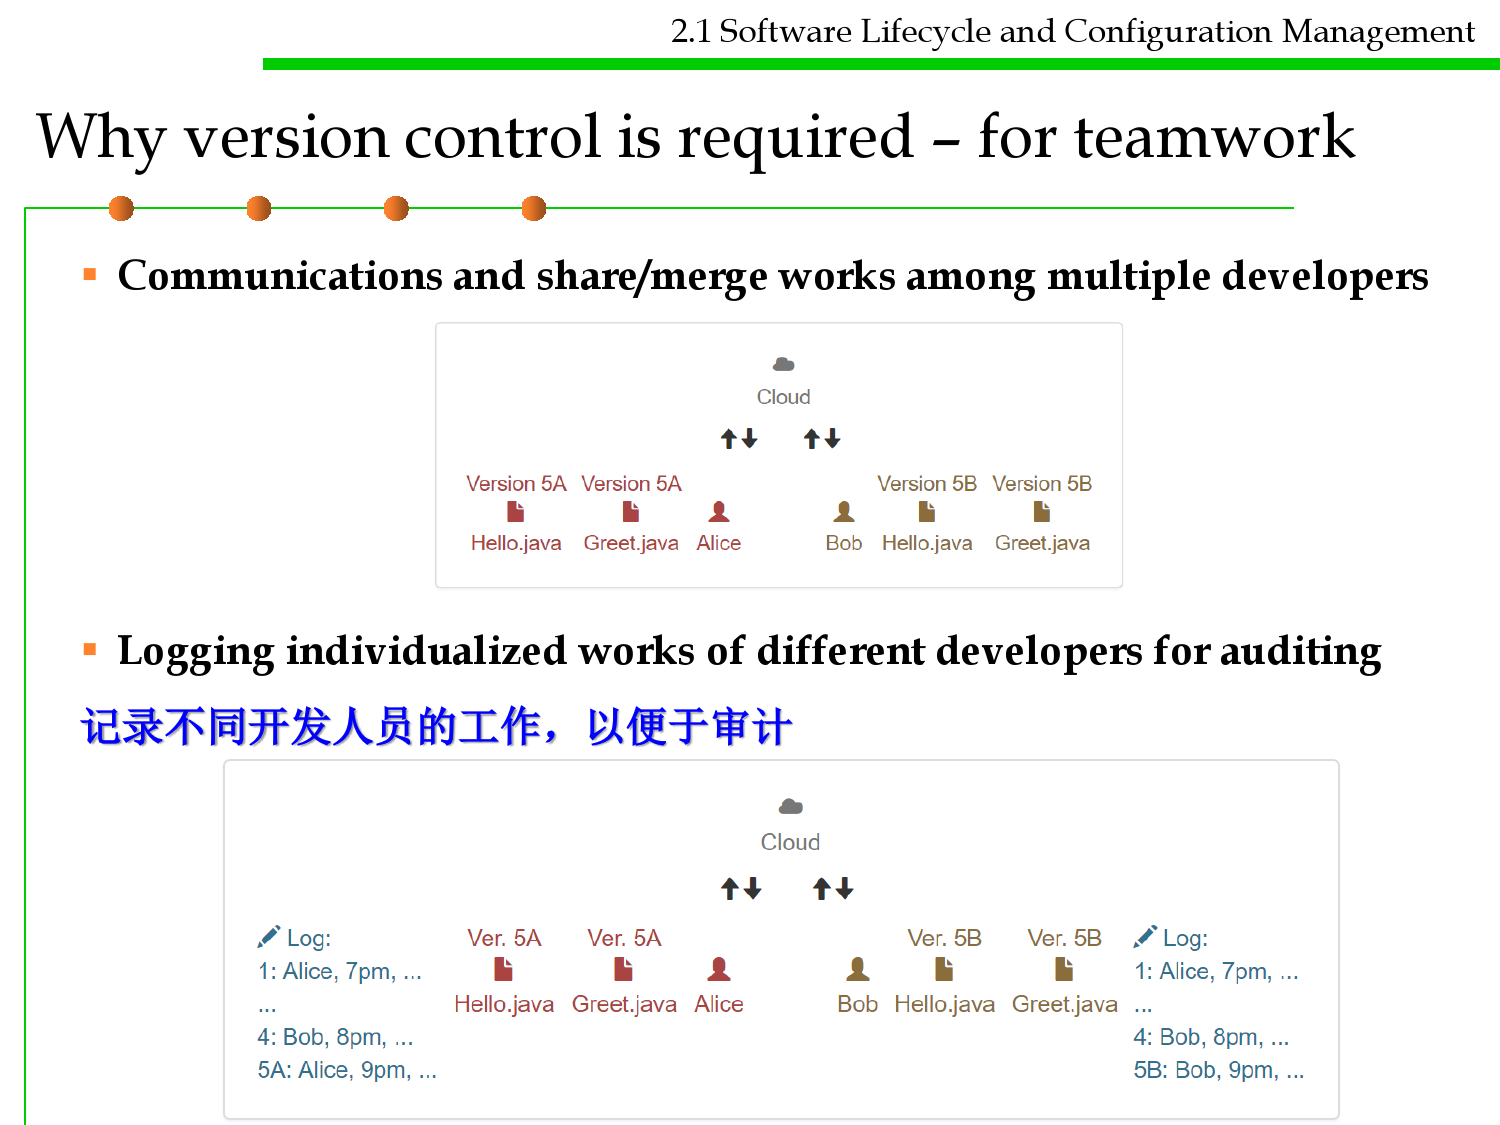 2.1 Software Lifecycle and Configuration Management
Why version control is required – for teamwork
Communications and share/merge works among multiple developers
Cloud
Version 5A Version 5A Version 5B Version 5B
Hello.java Greet.java Alice Bob Hello.java Greet.java
Logging individualized works of different developers for auditing
记录不同开发人员的工作，以便于审计
Cloud
Log: Ver. 5A Ver. 5A Ver. 5B Ver. 5B Log:
1: Alice, 7pm, ... 1: Alice, 7pm, ...
... Hello.java Greet.java Alice Bob Hello.java Greet.java ...
4: Bob, 8pm, ... 4: Bob, 8pm, ...
5A: Alice, 9pm, ... 5B: Bob, 9pm, ...